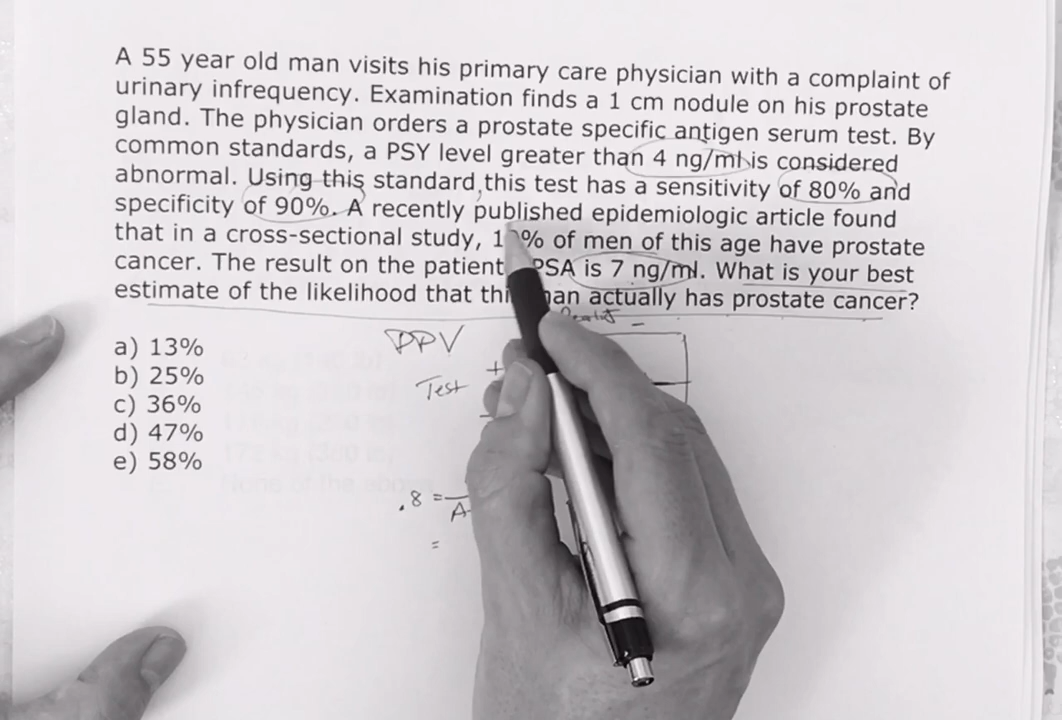 A 55 year old man visits his primary care physician with a complaint of
urinary infrequency. Examination finds a 1 cm nodule on his prostate
gland. The physician orders a prostate specific antigen serum test. By
common standards, a PSY level greater than 4 ng/ml is considered
abnormal. Using this standard, this test has a sensitivity of 80% and
specificity of 90%. A recently published epidemiologic article found
that in a cross-sectional study, % of men of this age have prostate
cancer. The result on the patient PSA is 7 ng/ml. What is your best
estimate of the likelihood that actually has prostate cancer?
a) 13%
b) 25%
c) 36%
d) 47%
e) 58%
PPV
-
+
Test
.8 =
A
=